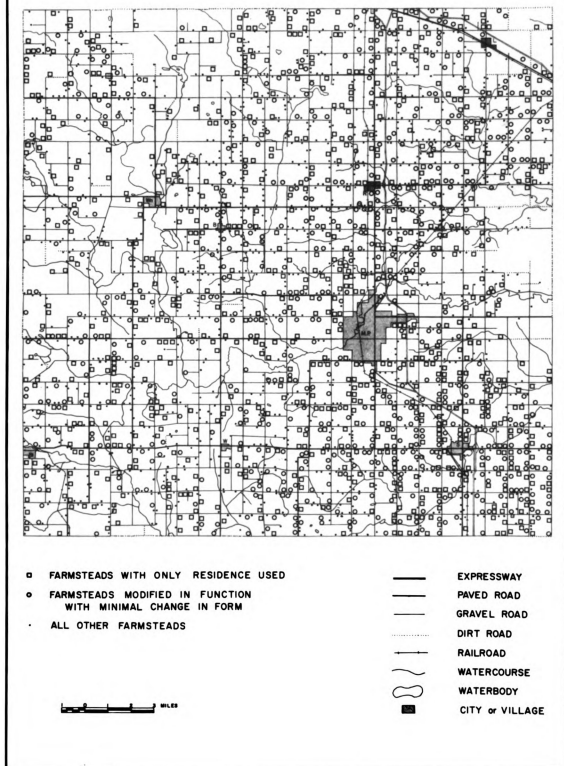 FARMSTEADS WITH ONLY RESIDENCE USED
FARMSTEADS MODIFIED IN FUNCTION
WITH MINIMAL CHANGE IN FORM
ALL OTHER FARMSTEADS
MILES
EXPRESSWAY
PAVED ROAD
GRAVEL ROAD
DIRT ROAD
RAILROAD
WATERCOURSE
WATERBODY
CITY or VILLAGE